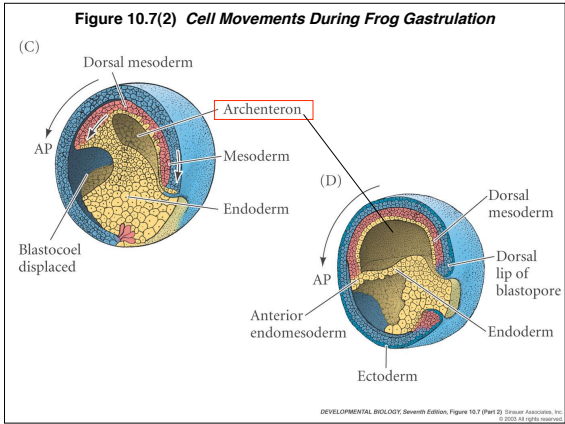 Figure 10.7(2) Cell Movements During Frog Gastrulation
(C)
Dorsal mesoderm
Archenteron
AP
Mesoderm
Endoderm
Blastocoel
displaced
(D)
Dorsal
mesoderm
Dorsal
lip of
blastopore
AP
Anterior
endomesoderm
Endoderm
Ectoderm
DEVELOPMENTAL BIOLOGY, Seventh Edition, Figure 10.7 (Part 2) Sinauer Associates, Inc.
© 2003 All rights reserved.